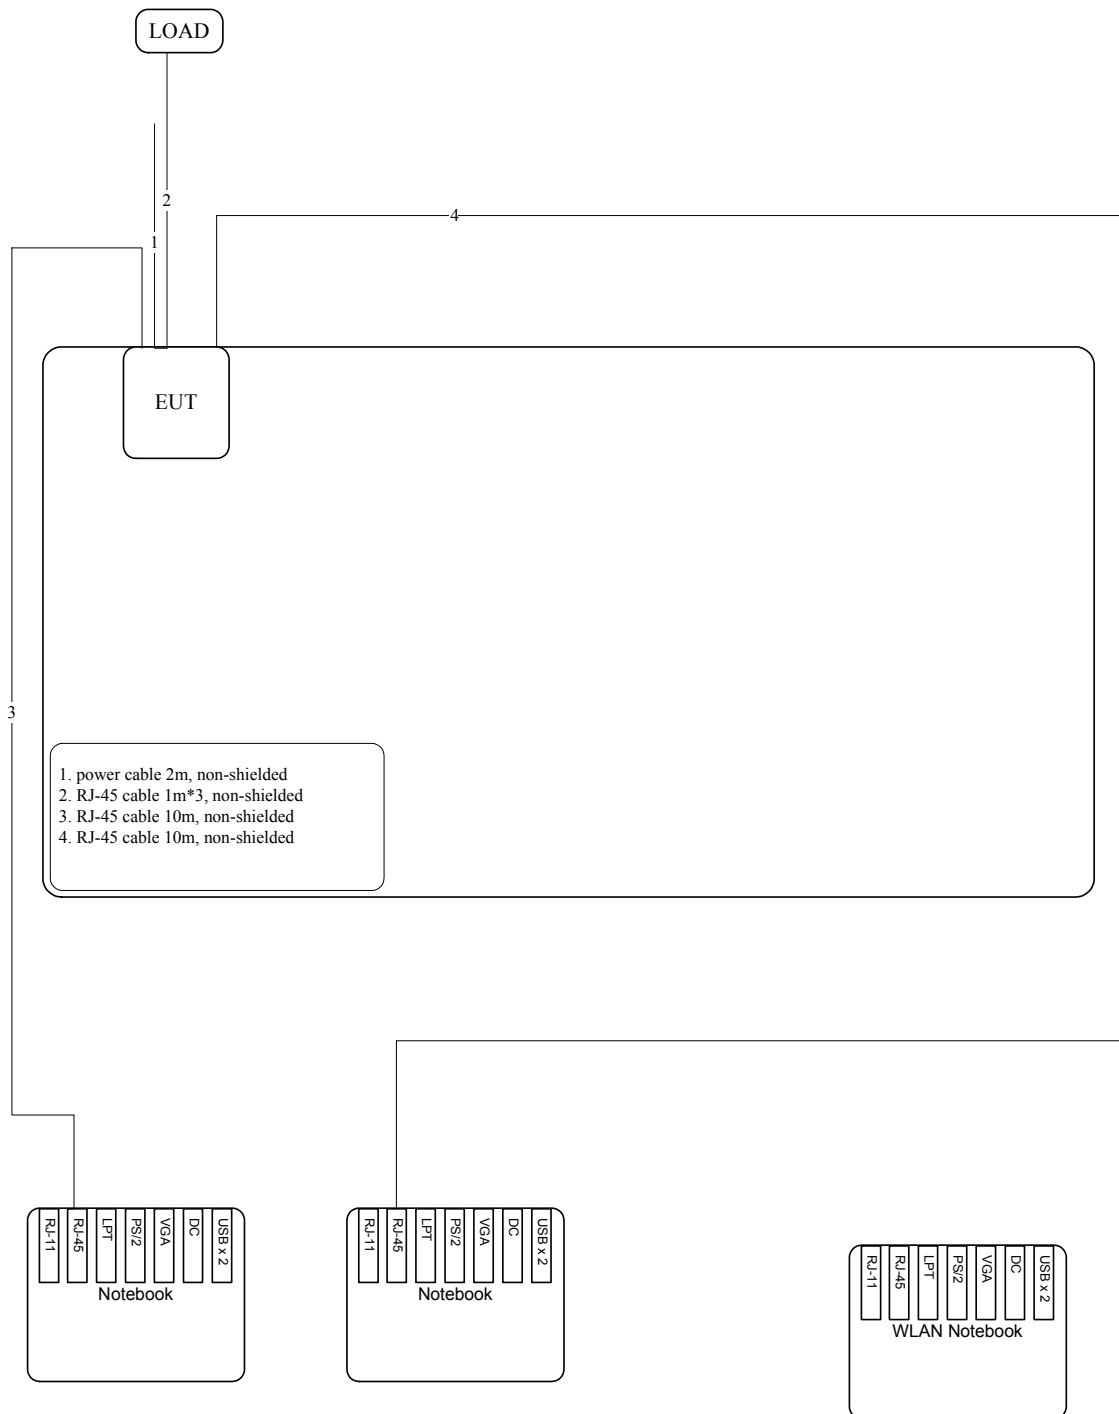 LOAD
2
4
1
EUT
3
1. power cable 2m, non-shielded
2. RJ-45 cable 1m*3, non-shielded
3. RJ-45 cable 10m, non-shielded
4. RJ-45 cable 10m, non-shielded
RJ-11
RJ-45
LPT
PS/2
VGA
DC
USB x 2
Notebook
RJ-11
RJ-45
LPT
PS/2
VGA
DC
USB x 2
Notebook
RJ-11
RJ-45
LPT
PS/2
VGA
DC
USB x 2
WLAN Notebook